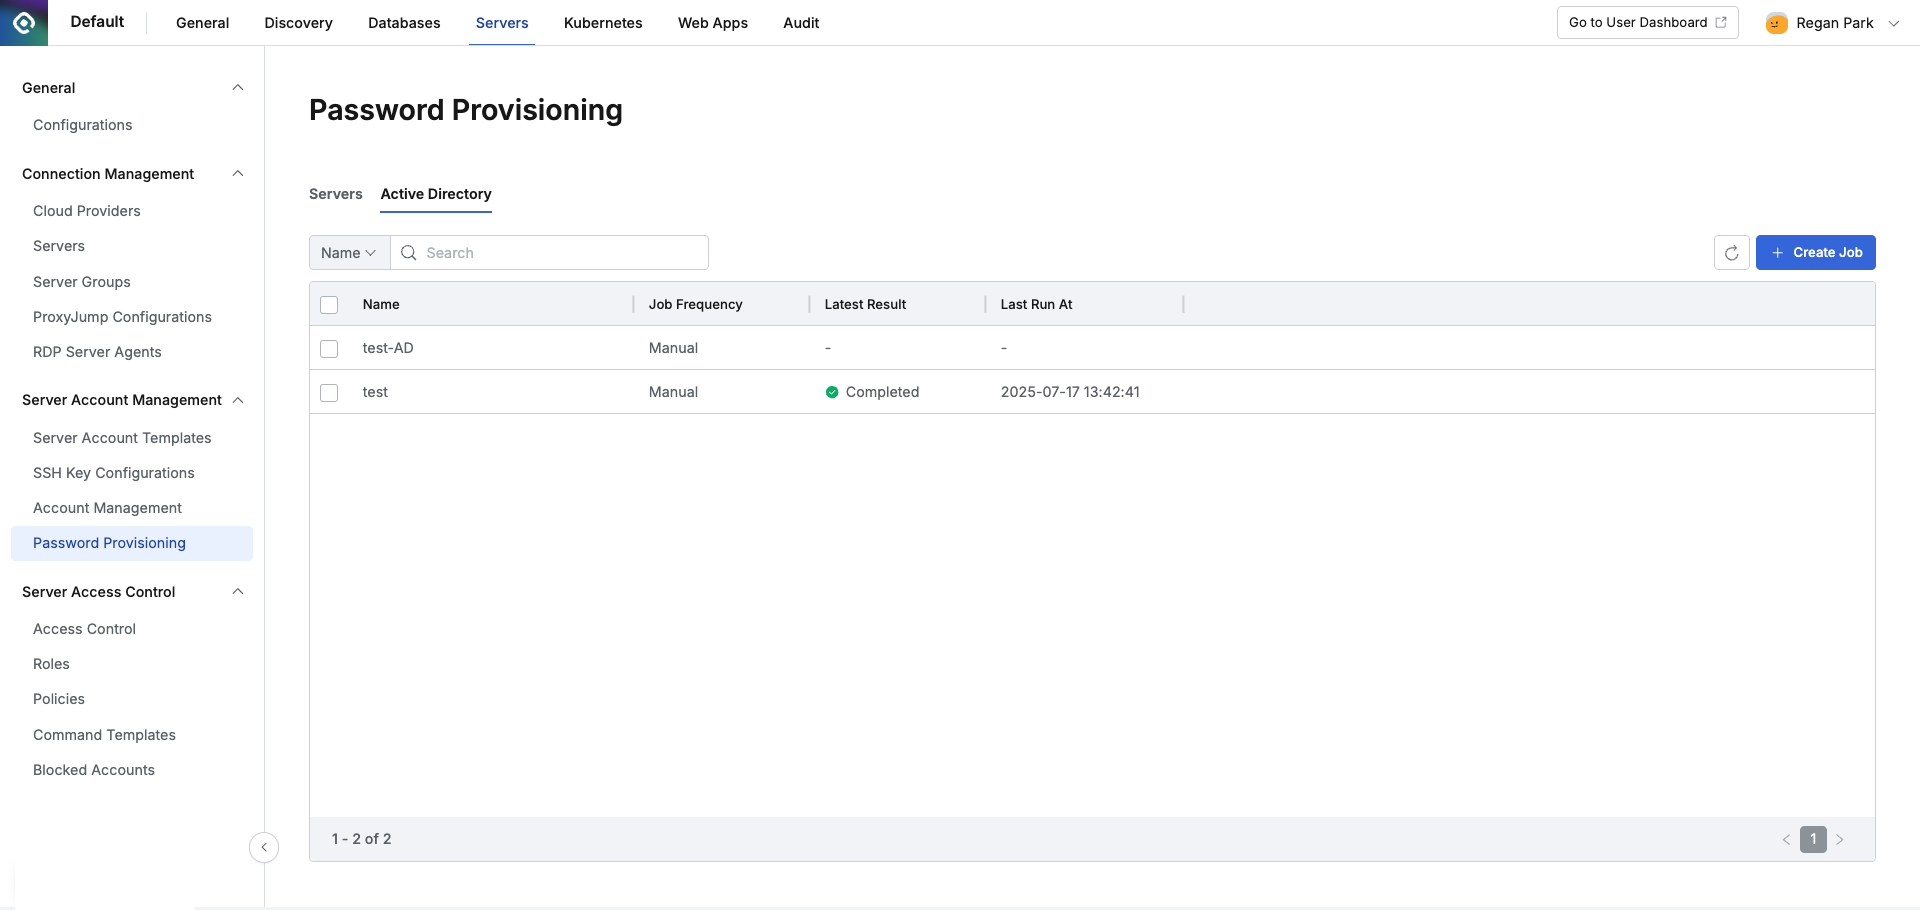 Default
General
Discovery
Databases
Servers
Kubernetes
Web Apps
Audit
Go to User Dashboard
Regan Park
General
Configurations
Connection Management
Cloud Providers
Servers
Server Groups
ProxyJump Configurations
RDP Server Agents
Server Account Management
Server Account Templates
SSH Key Configurations
Account Management
Password Provisioning
Server Access Control
Access Control
Roles
Policies
Command Templates
Blocked Accounts
Password Provisioning
Servers
Active Directory
Name
Search
Create Job
Name Job Frequency Latest Result Last Run At
test-AD Manual - -
test Manual Completed 2025-07-17 13:42:41
1 - 2 of 2
1